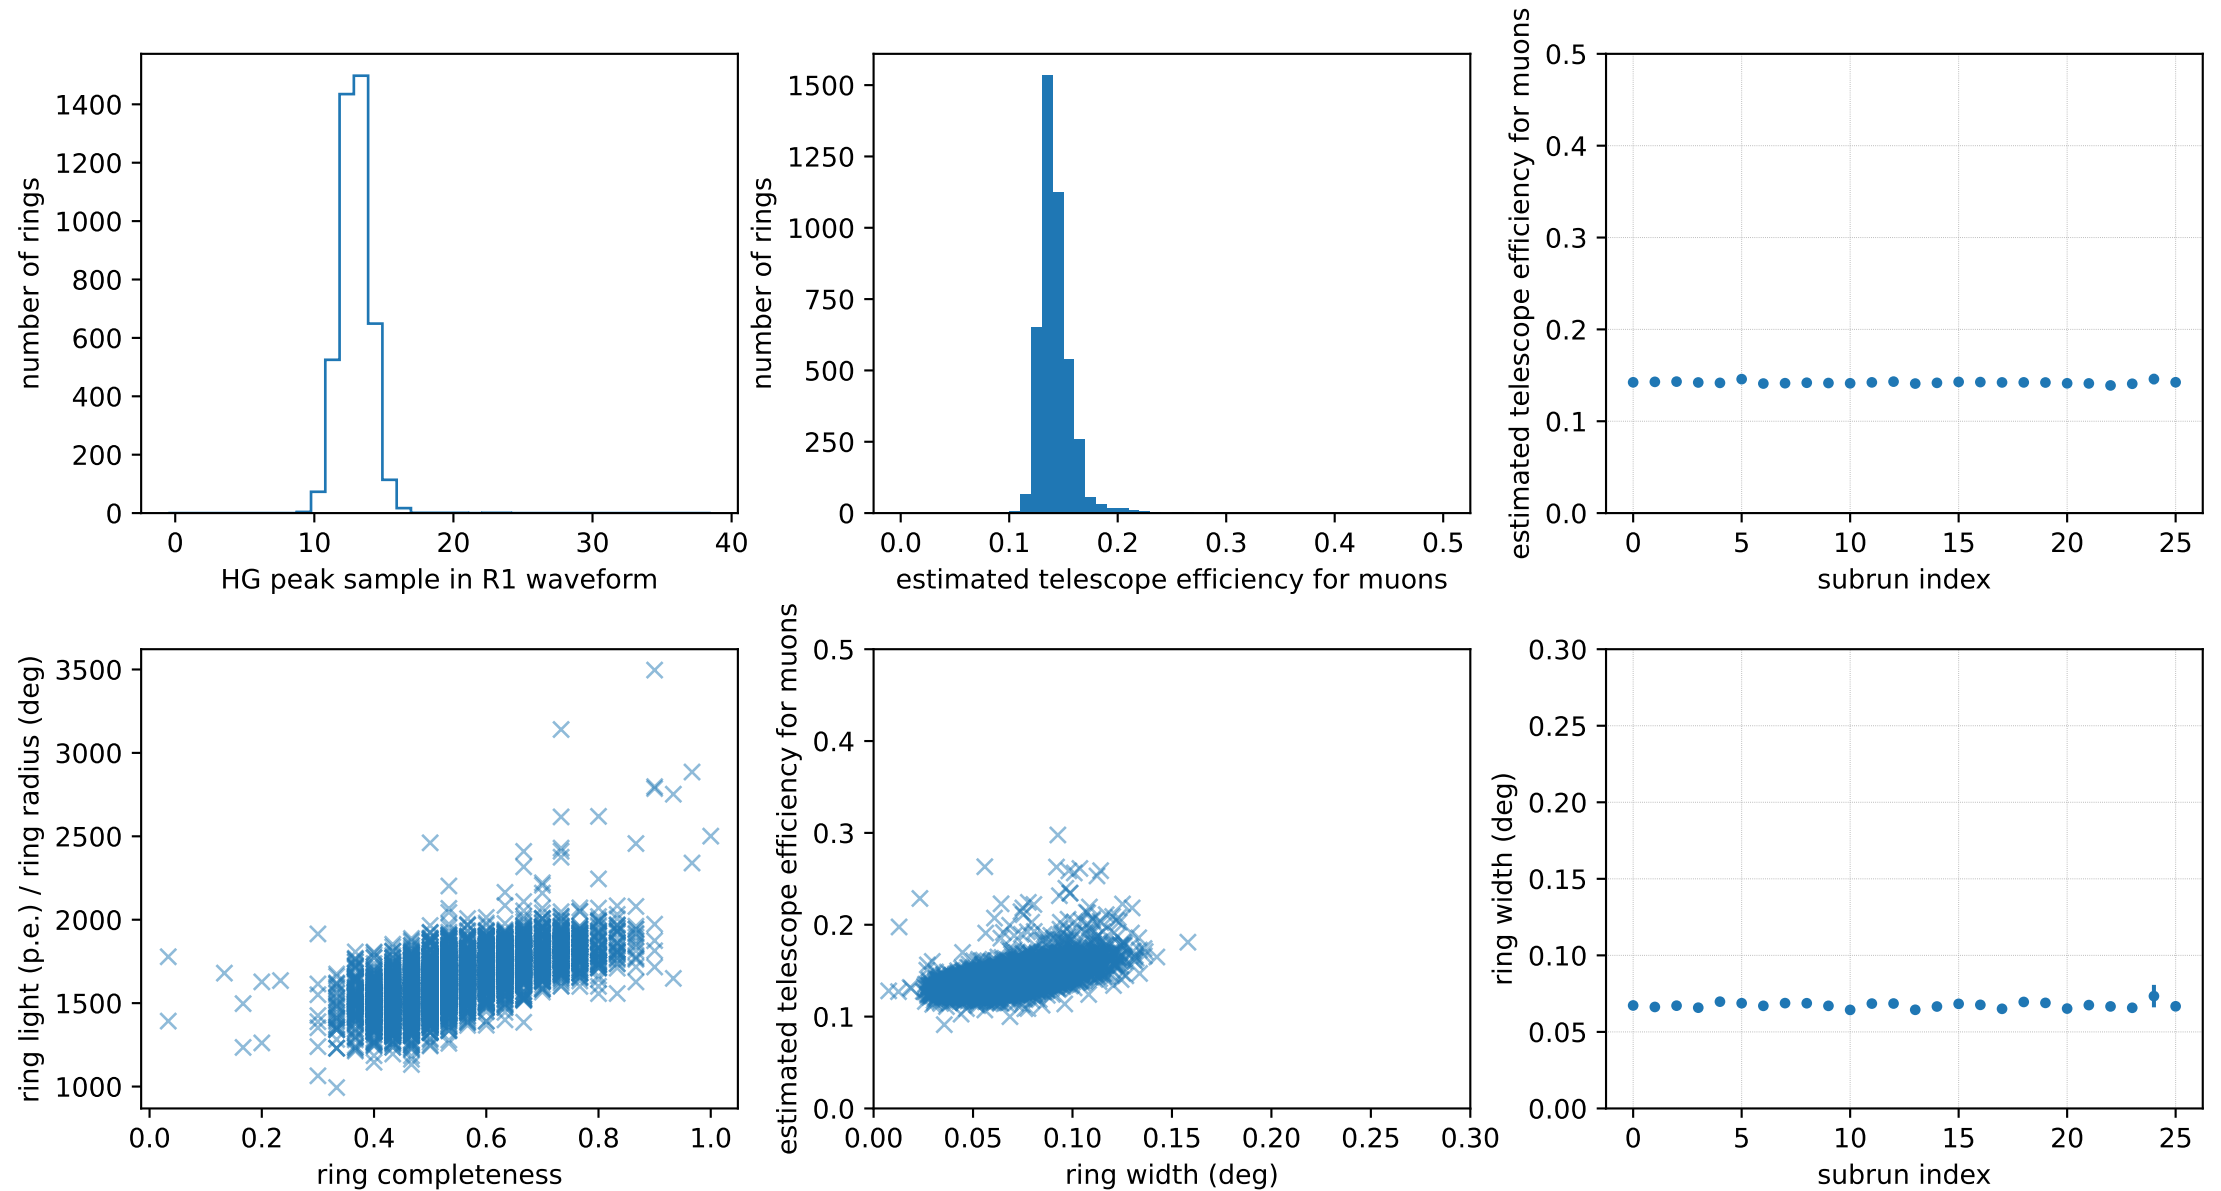 number of rings
1400
1200
1000
800
600
400
200
0
0 10 20 30 40
HG peak sample in R1 waveform
number of rings
1500
1250
1000
750
500
250
0
0.0 0.1 0.2 0.3 0.4 0.5
estimated telescope efficiency for muons
estimated telescope efficiency for muons
0.5
0.4
0.3
0.2
0.1
0.0
0 5 10 15 20 25
subrun index
ring light (p.e.) / ring radius (deg)
3500
3000
2500
2000
1500
1000
0.0 0.2 0.4 0.6 0.8 1.0
ring completeness
estimated telescope efficiency for muons
0.5
0.4
0.3
0.2
0.1
0.0
0.00 0.05 0.10 0.15 0.20 0.25 0.30
ring width (deg)
ring width (deg)
0.30
0.25
0.20
0.15
0.10
0.05
0.00
0 5 10 15 20 25
subrun index